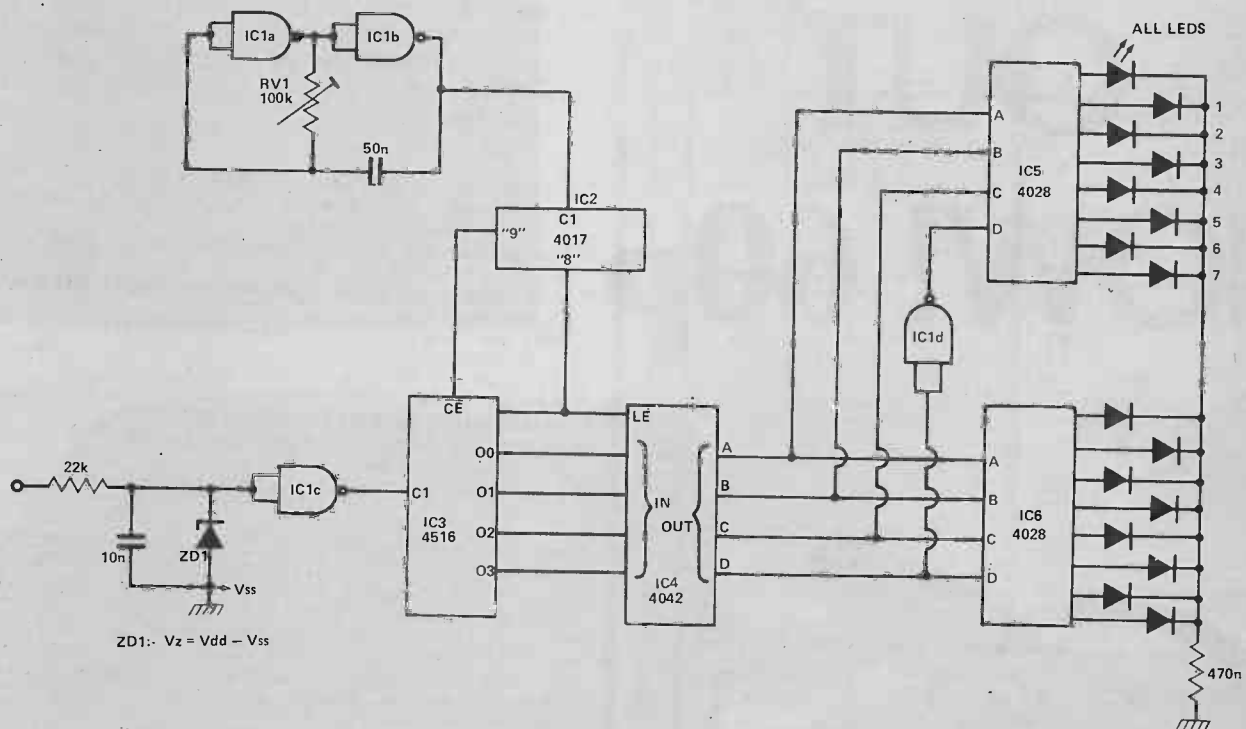 IC1a
IC1b
RV1
100k
50n
IC2
C1
4017
"9"
"8"
ALL LEDS
A
B
C
D
IC5
4028
1
2
3
4
5
6
7
IC1d
22k
10n
ZD1
Vss
ZD1:- Vz = Vdd – Vss
IC1c
CE
C1
IC3
4516
O0
O1
O2
O3
LE
IN
OUT
IC4
4042
A
B
C
D
A
B
C
D
IC6
4028
470n